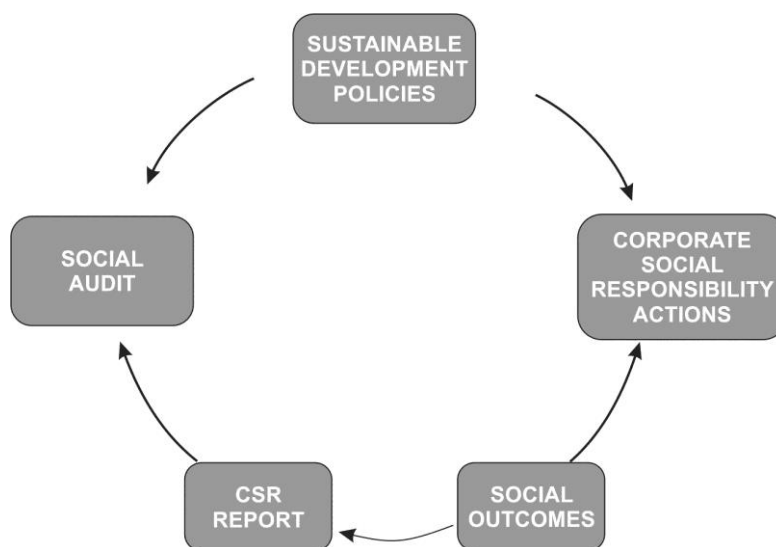 SUSTAINABLE
DEVELOPMENT
POLICIES
SOCIAL
AUDIT
CORPORATE
SOCIAL
RESPONSIBILITY
ACTIONS
CSR
REPORT
SOCIAL
OUTCOMES